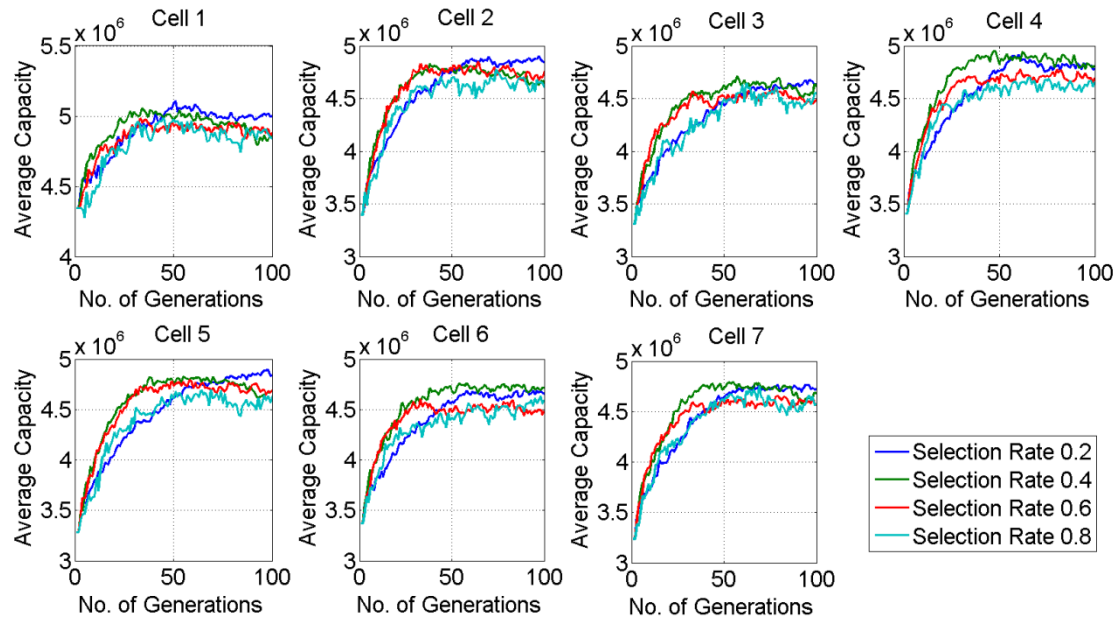 Cell 1
x 10^6
5.5
5
4.5
4
0
50
100
Average Capacity
No. of Generations
Cell 2
x 10^6
5
4.5
4
3.5
3
0
50
100
Average Capacity
No. of Generations
Cell 3
x 10^6
5
4.5
4
3.5
3
0
50
100
Average Capacity
No. of Generations
Cell 4
x 10^6
5
4.5
4
3.5
3
0
50
100
Average Capacity
No. of Generations
Cell 5
x 10^6
5
4.5
4
3.5
3
0
50
100
Average Capacity
No. of Generations
Cell 6
x 10^6
5
4.5
4
3.5
3
0
50
100
Average Capacity
No. of Generations
Cell 7
x 10^6
5
4.5
4
3.5
3
0
50
100
Average Capacity
No. of Generations
Selection Rate 0.2
Selection Rate 0.4
Selection Rate 0.6
Selection Rate 0.8